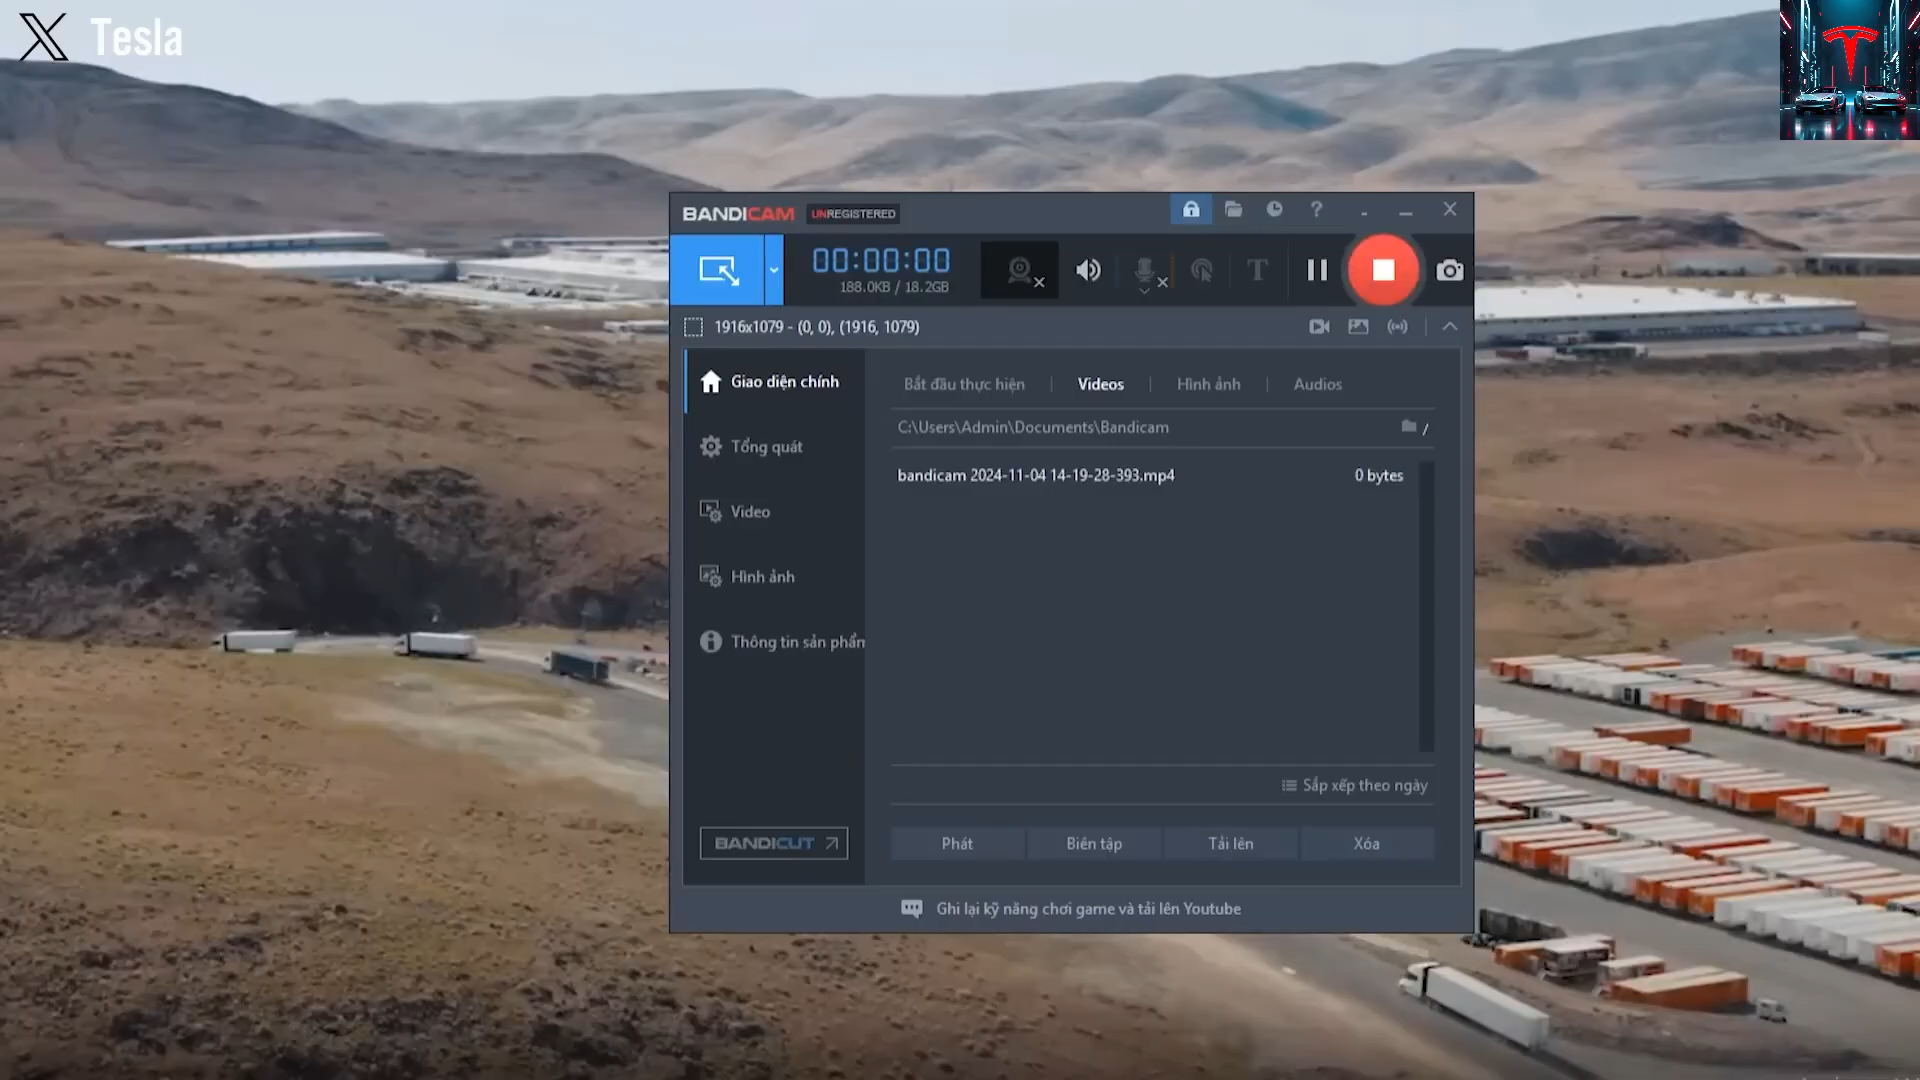 Tesla
BANDICAM UNREGISTERED
00:00:00
188.0KB / 18.2GB
T
1916x1079 - (0, 0), (1916, 1079)
Giao diện chính
Tổng quát
Video
Hình ảnh
Thông tin sản phẩm
BANDICUT
Bắt đầu thực hiện
Videos
Hình ảnh
Audios
C:\Users\Admin\Documents\Bandicam
/
bandicam 2024-11-04 14-19-28-393.mp4 0 bytes
Sắp xếp theo ngày
Phát
Biên tập
Tải lên
Xóa
Ghi lại kỹ năng chơi game và tải lên Youtube